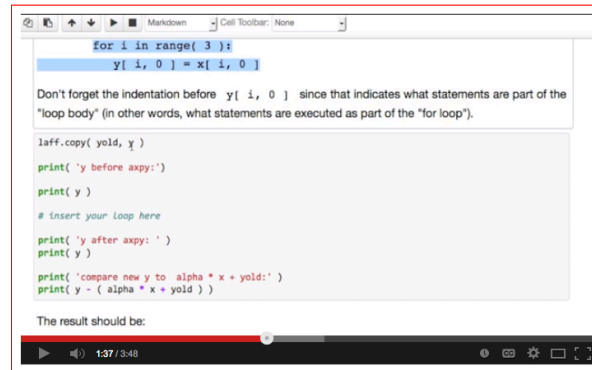 Markdown Cell Toolbar: None
for i in range( 3 ):
y[ i, 0 ] = x[ i, 0 ]
Don't forget the indentation before y[ i, 0 ] since that indicates what statements are part of the
"loop body" (in other words, what statements are executed as part of the "for loop").
laff.copy( yold, y )
print( 'y before axpy:')
print( y )
# insert your loop here
print( 'y after axpy: ' )
print( y )
print( 'compare new y to  alpha * x + yold:' )
print( y - ( alpha * x + yold ) )
The result should be:
1:37 / 3:48 CC